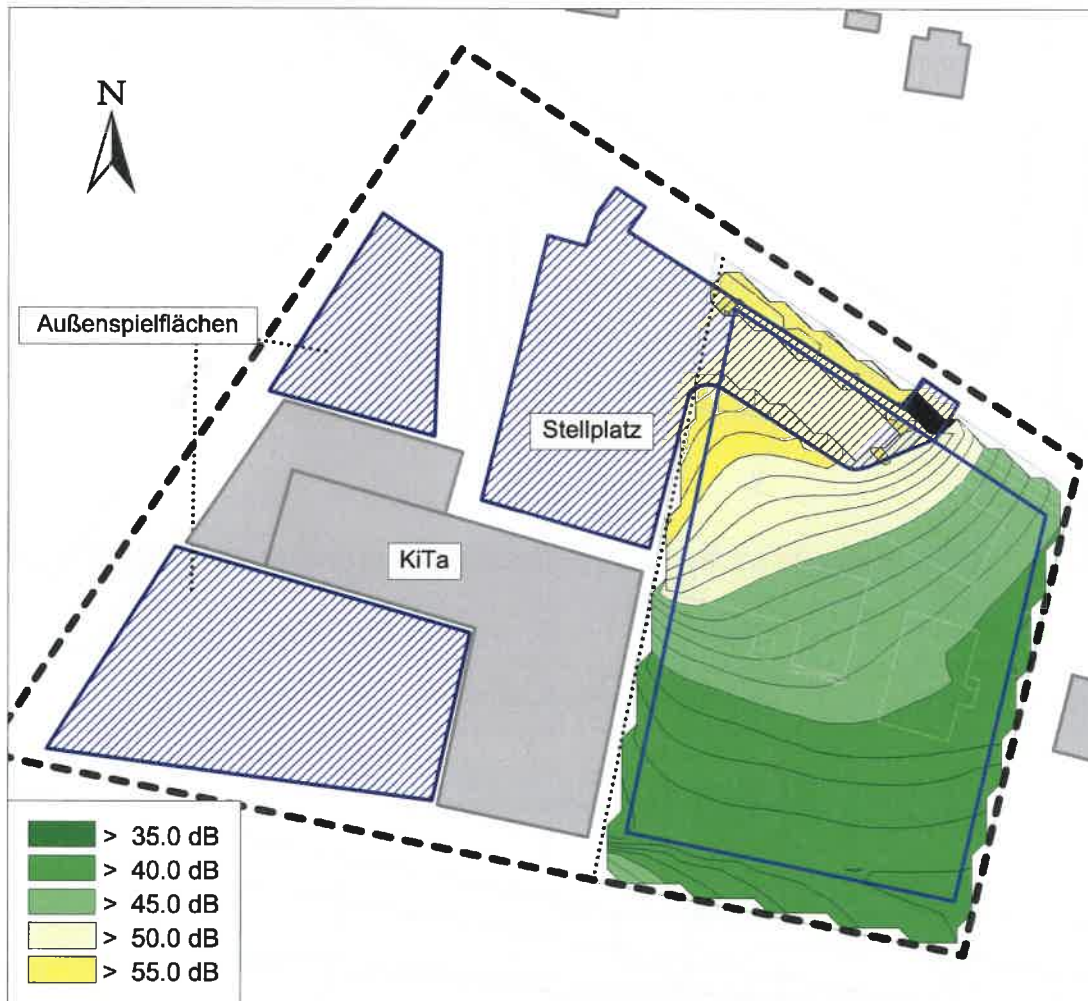 N
Außenspielflächen
Stellplatz
KiTa
> 35.0 dB
> 40.0 dB
> 45.0 dB
> 50.0 dB
> 55.0 dB